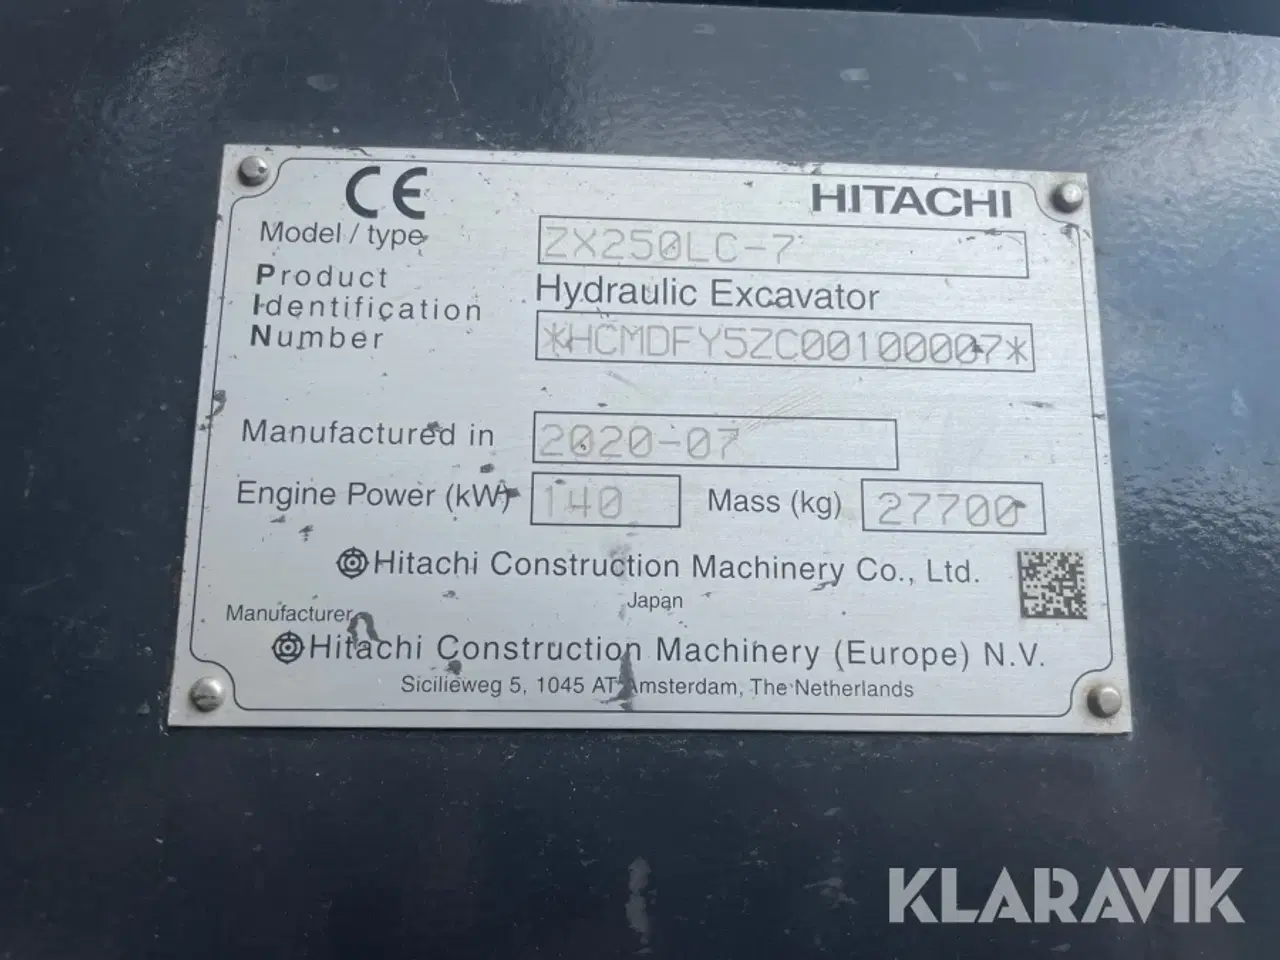 CE HITACHI
Model / type ZX250LC-7
Product
Identification
Number
Hydraulic Excavator
*HCMDFY5ZC00100007*
Manufactured in 2020-07
Engine Power (kW) 140 Mass (kg) 27700
Hitachi Construction Machinery Co., Ltd.
Japan
Manufacturer
Hitachi Construction Machinery (Europe) N.V.
Sicilieweg 5, 1045 AT Amsterdam, The Netherlands
KLARAVIK